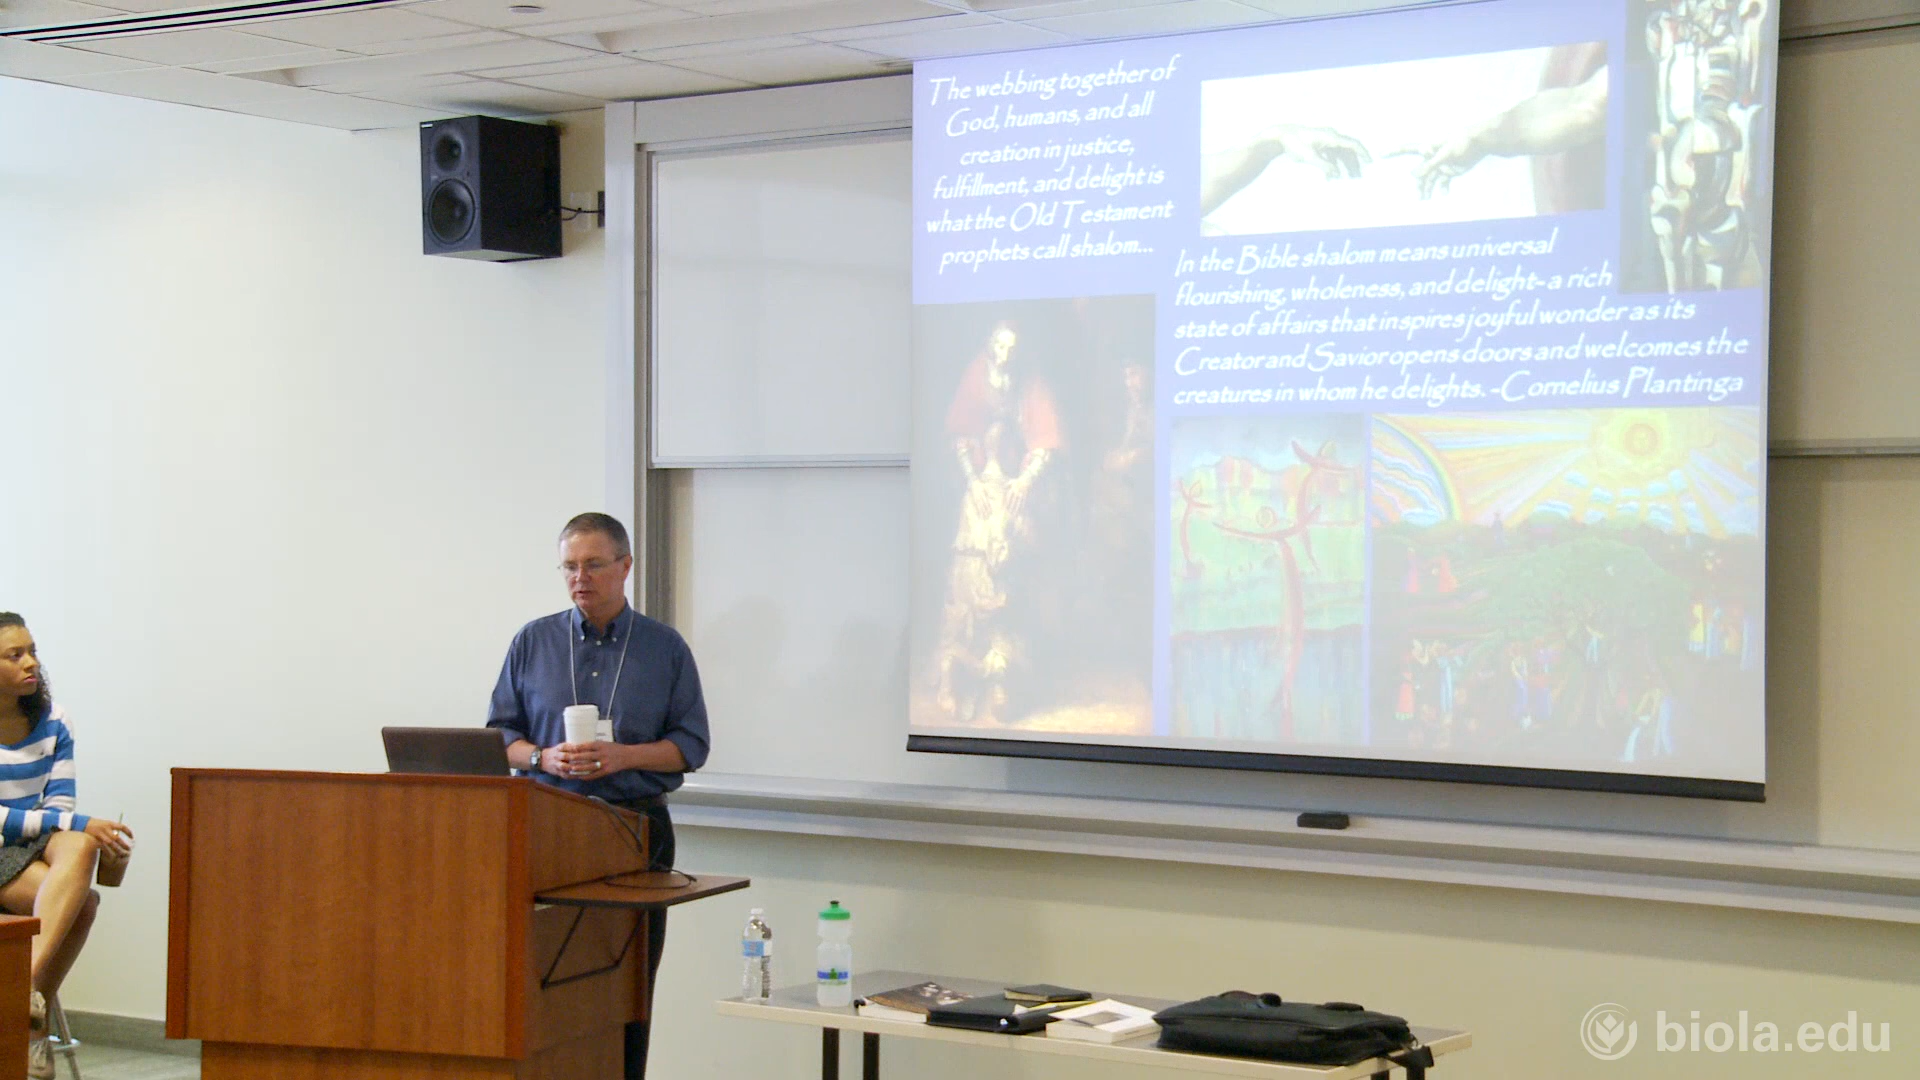 The webbing together of
God, humans, and all
creation in justice,
fulfillment, and delight is
what the Old Testament
prophets call shalom...
In the Bible shalom means universal
flourishing, wholeness, and delight-a rich
state of affairs that inspires joyful wonder as its
Creator and Savior opens doors and welcomes the
creatures in whom he delights. -Cornelius Plantinga
biola.edu